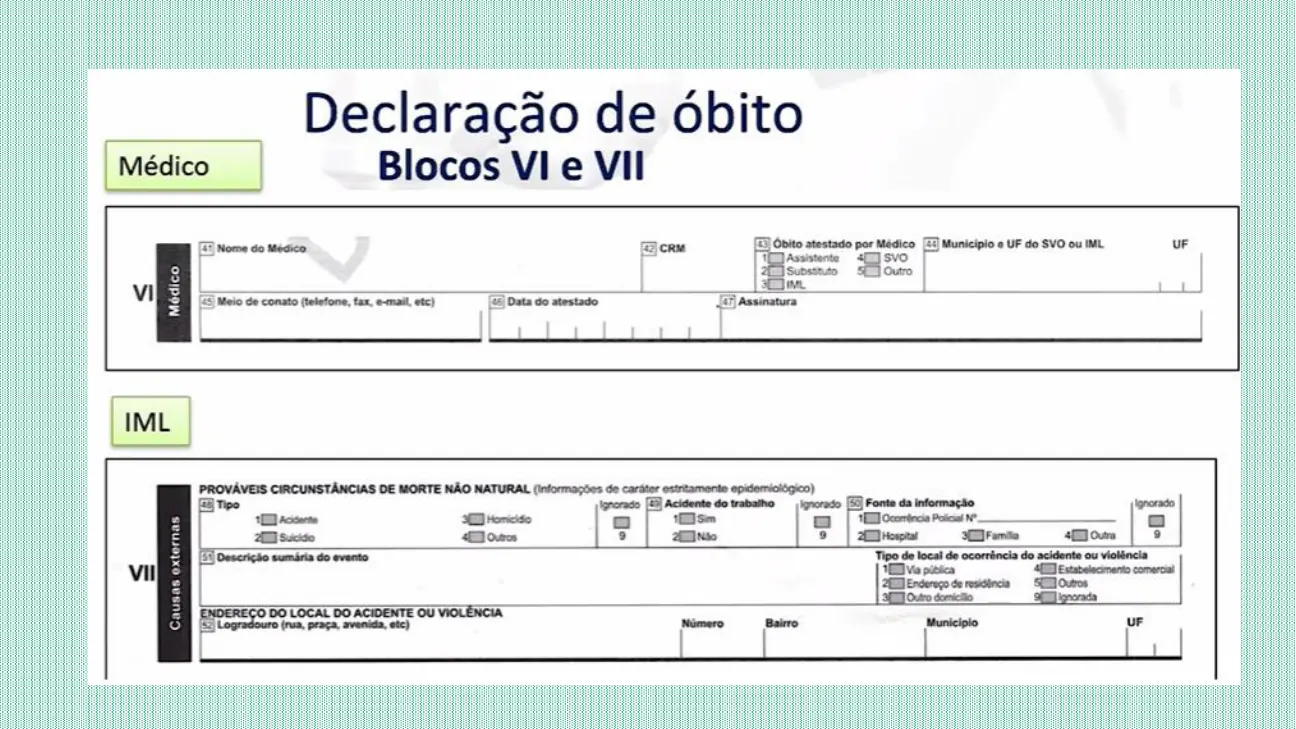 Declaração de óbito
Médico
Blocos VI e VII
VI
Médico
41 Nome do Médico
42 CRM
43 Óbito atestado por Médico
1 Assistente 4 SVO
2 Substituto 5 Outro
3 IML
44 Município e UF do SVO ou IML UF
45 Meio de conato (telefone, fax, e-mail, etc)
46 Data do atestado
47 Assinatura
IML
VII
Causas externas
PROVÁVEIS CIRCUNSTÂNCIAS DE MORTE NÃO NATURAL (Informações de caráter estritamente epidemiológico)
48 Tipo
1 Acidente 3 Homicídio
2 Suicídio 4 Outros
Ignorado
9
49 Acidente do trabalho
1 Sim
2 Não
Ignorado
9
50 Fonte da informação
1 Ocorrência Policial Nº
2 Hospital 3 Família 4 Outra
Ignorado
9
51 Descrição sumária do evento
Tipo de local de ocorrência do acidente ou violência
1 Via pública 4 Estabelecimento comercial
2 Endereço de residência 5 Outros
3 Outro domicílio 9 Ignorada
ENDEREÇO DO LOCAL DO ACIDENTE OU VIOLÊNCIA
52 Logradouro (rua, praça, avenida, etc)
Número
Bairro
Município
UF